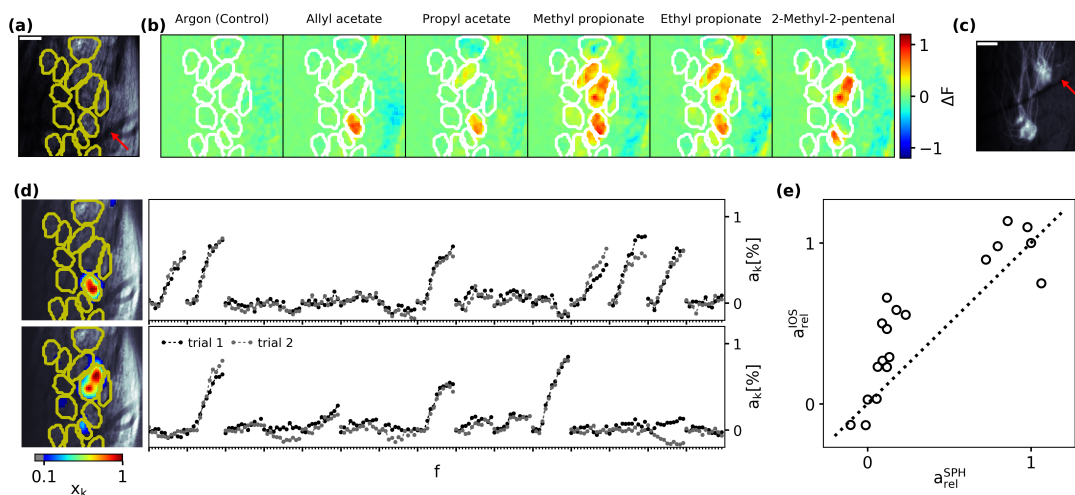 (a)
(b)
Argon (Control)
Allyl acetate
Propyl acetate
Methyl propionate
Ethyl propionate
2-Methyl-2-pentenal
(c)
1
0
−1
ΔF
(d)
1
0
a_k[%]
trial 1
trial 2
1
0
a_k[%]
f
0.1
1
x_k
(e)
1
0
a_rel^IOS
0
1
a_rel^SPH